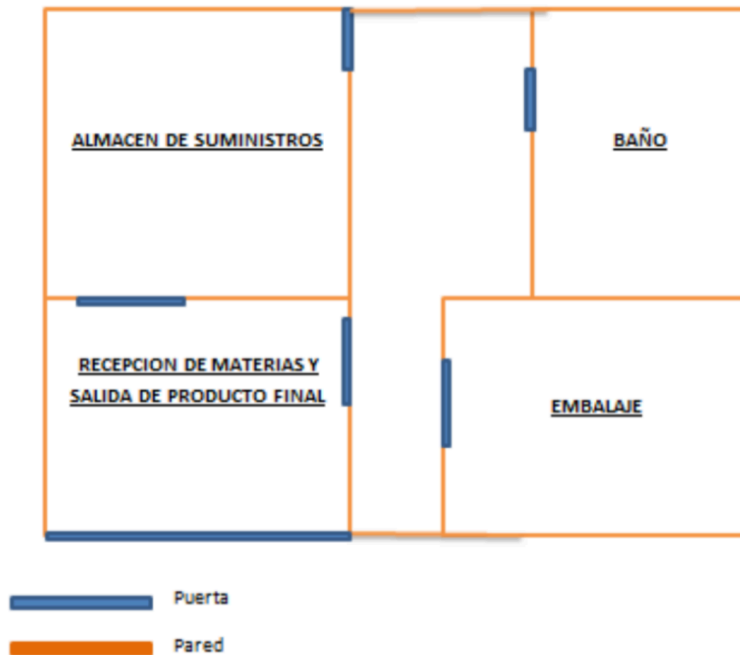 ALMACEN DE SUMINISTROS
BAÑO
RECEPCION DE MATERIAS Y
SALIDA DE PRODUCTO FINAL
EMBALAJE
Puerta
Pared